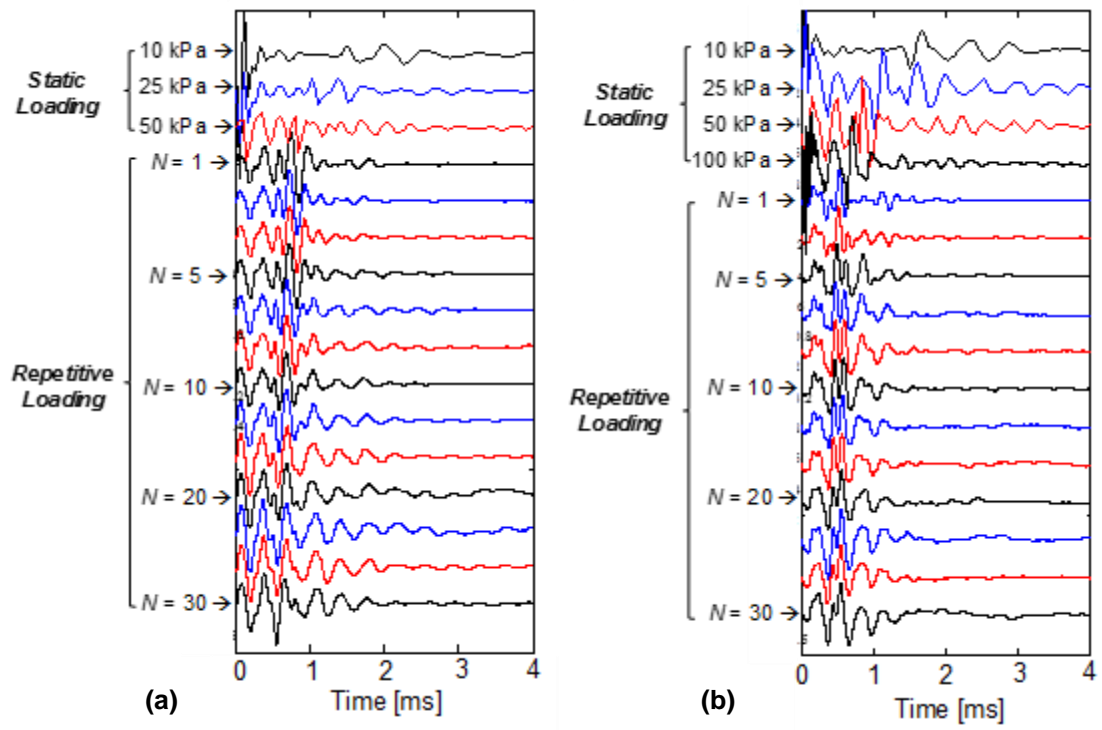 Static
Loading
10 kPa
25 kPa
50 kPa
N = 1
N = 5
Repetitive
Loading
N = 10
N = 20
N = 30
0 1 2 3 4
Time [ms]
(a)
Static
Loading
10 kPa
25 kPa
50 kPa
100 kPa
N = 1
N = 5
Repetitive
Loading
N = 10
N = 20
N = 30
0 1 2 3 4
Time [ms]
(b)